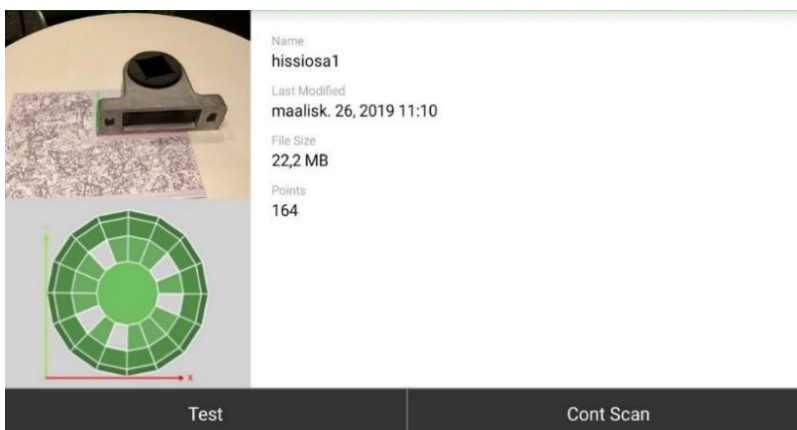 Name
hissiosa1
Last Modified
maalisk. 26, 2019 11:10
File Size
22,2 MB
Points
164
X
Test
Cont Scan